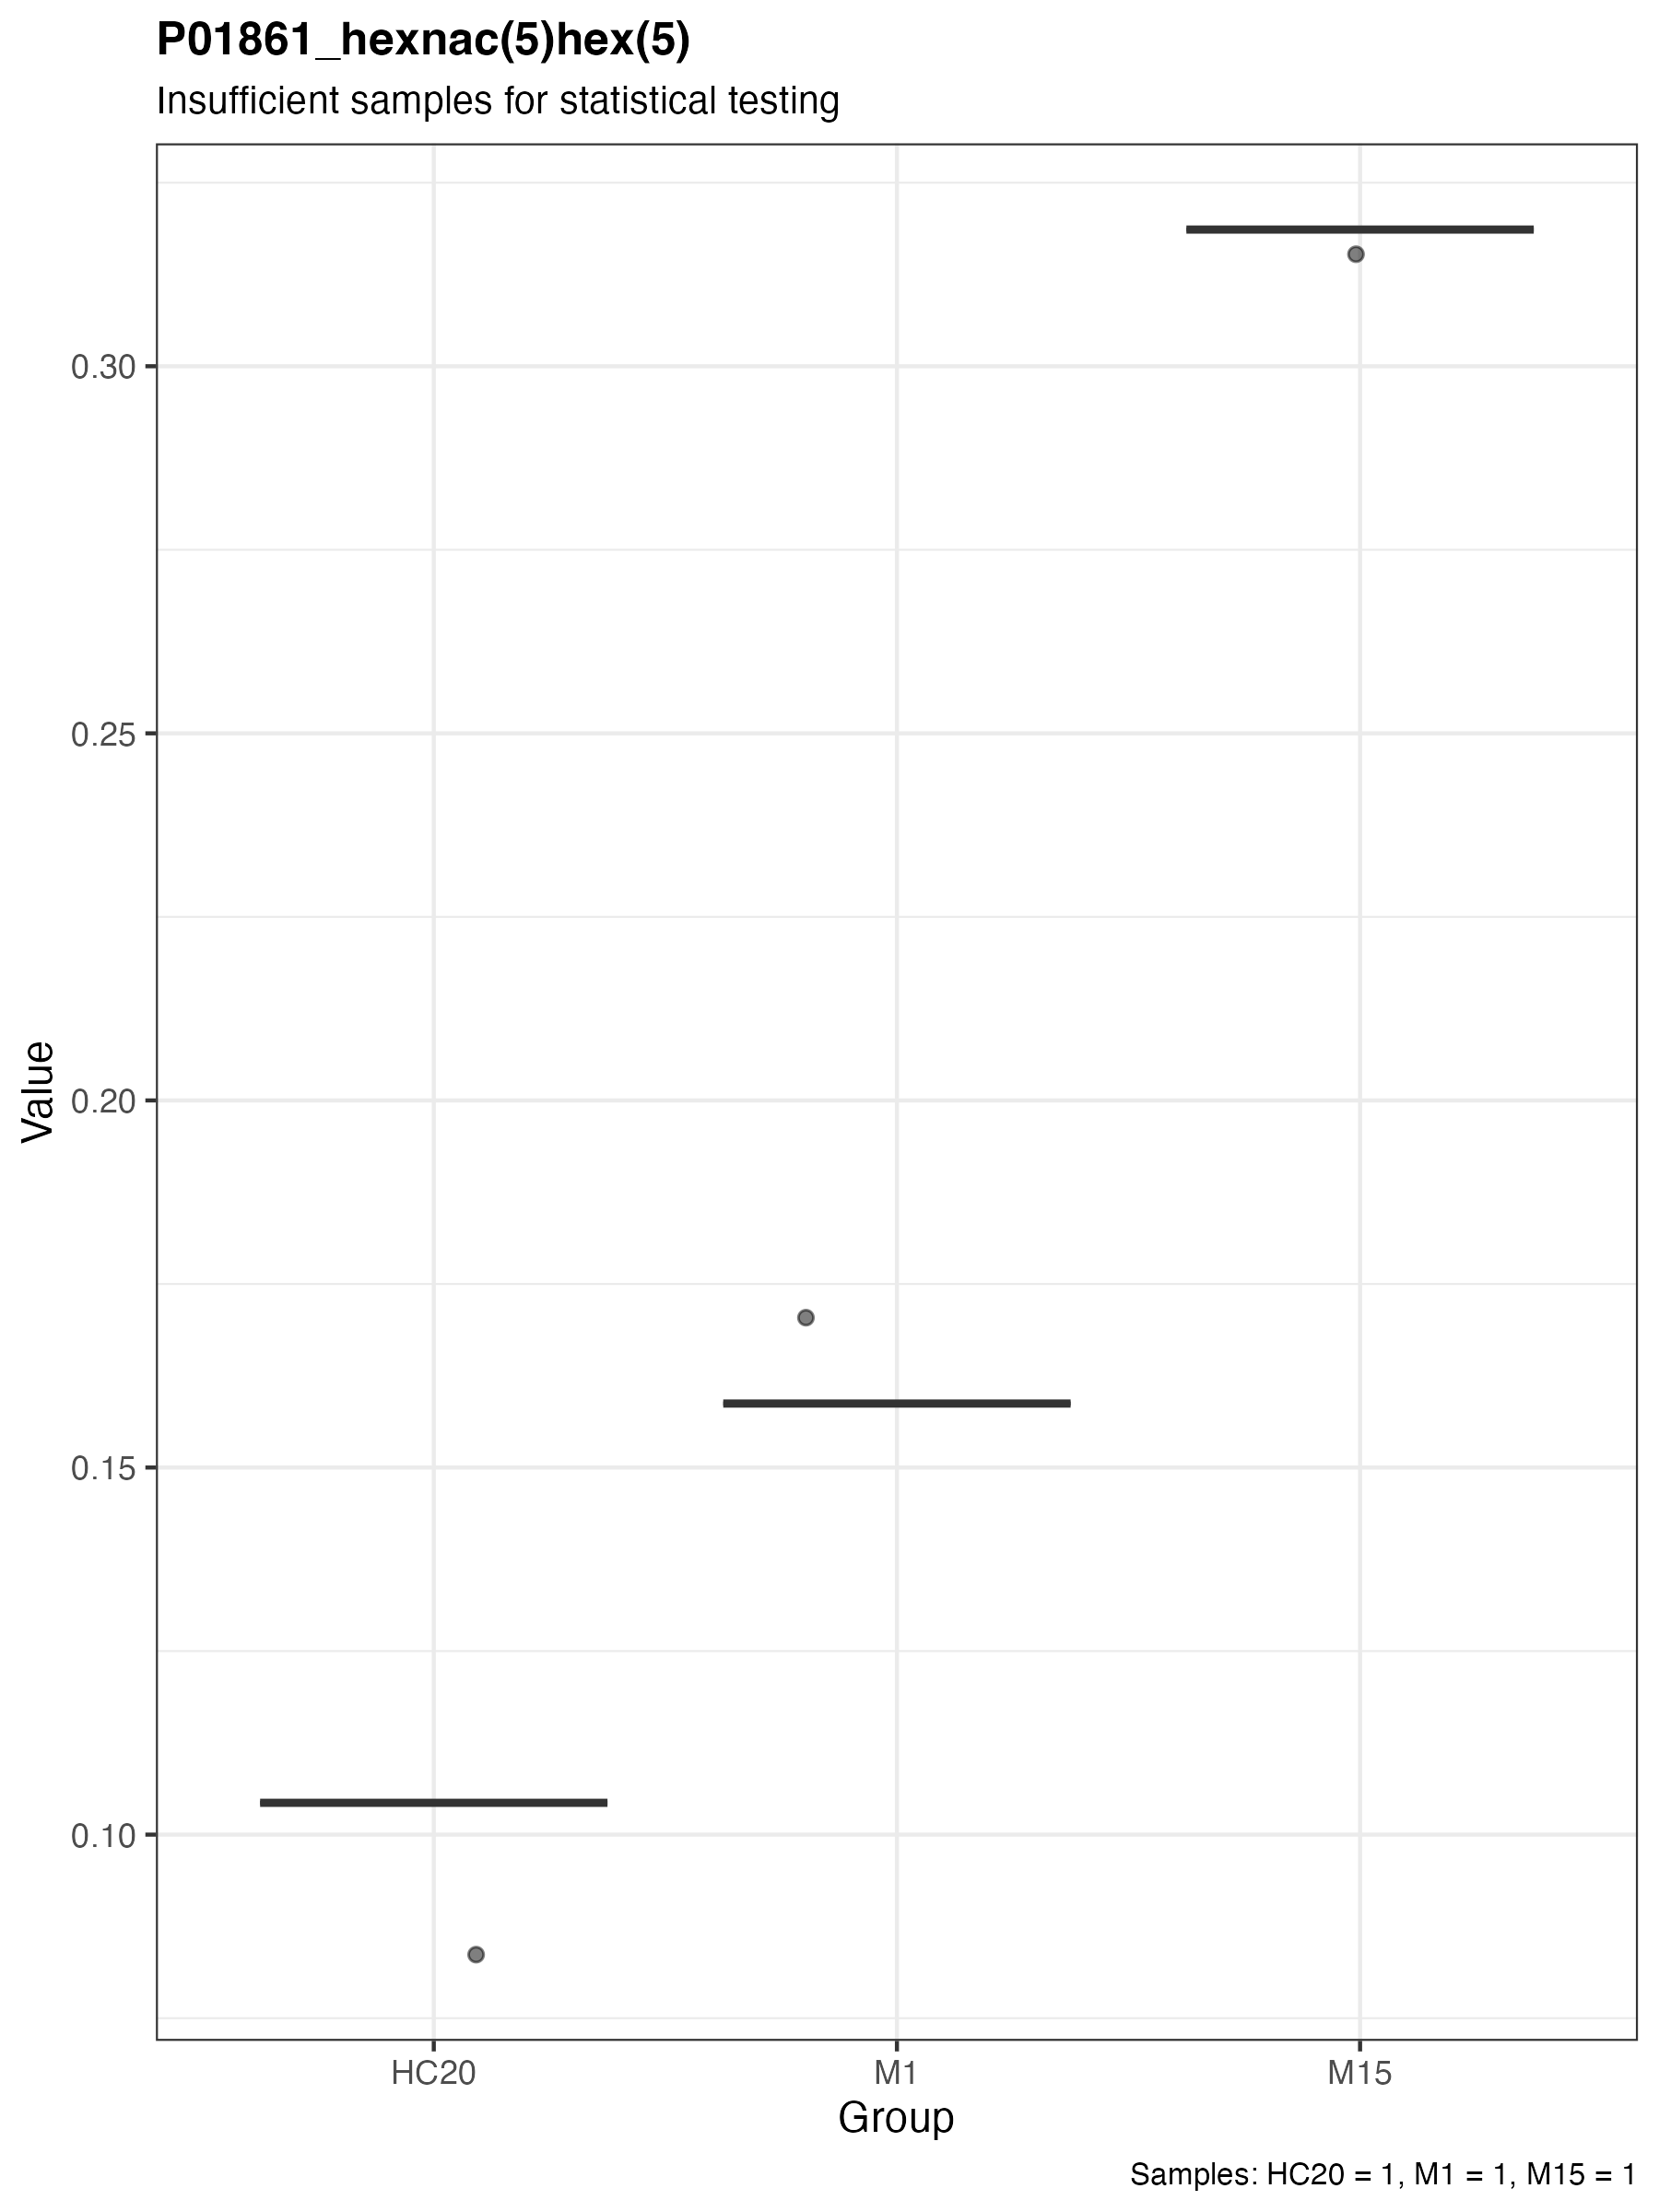 P01861_hexnac(5)hex(5)
Insufficient samples for statistical testing
Value
0.30
0.25
0.20
0.15
0.10
HC20 M1 M15
Group
Samples: HC20 = 1, M1 = 1, M15 = 1